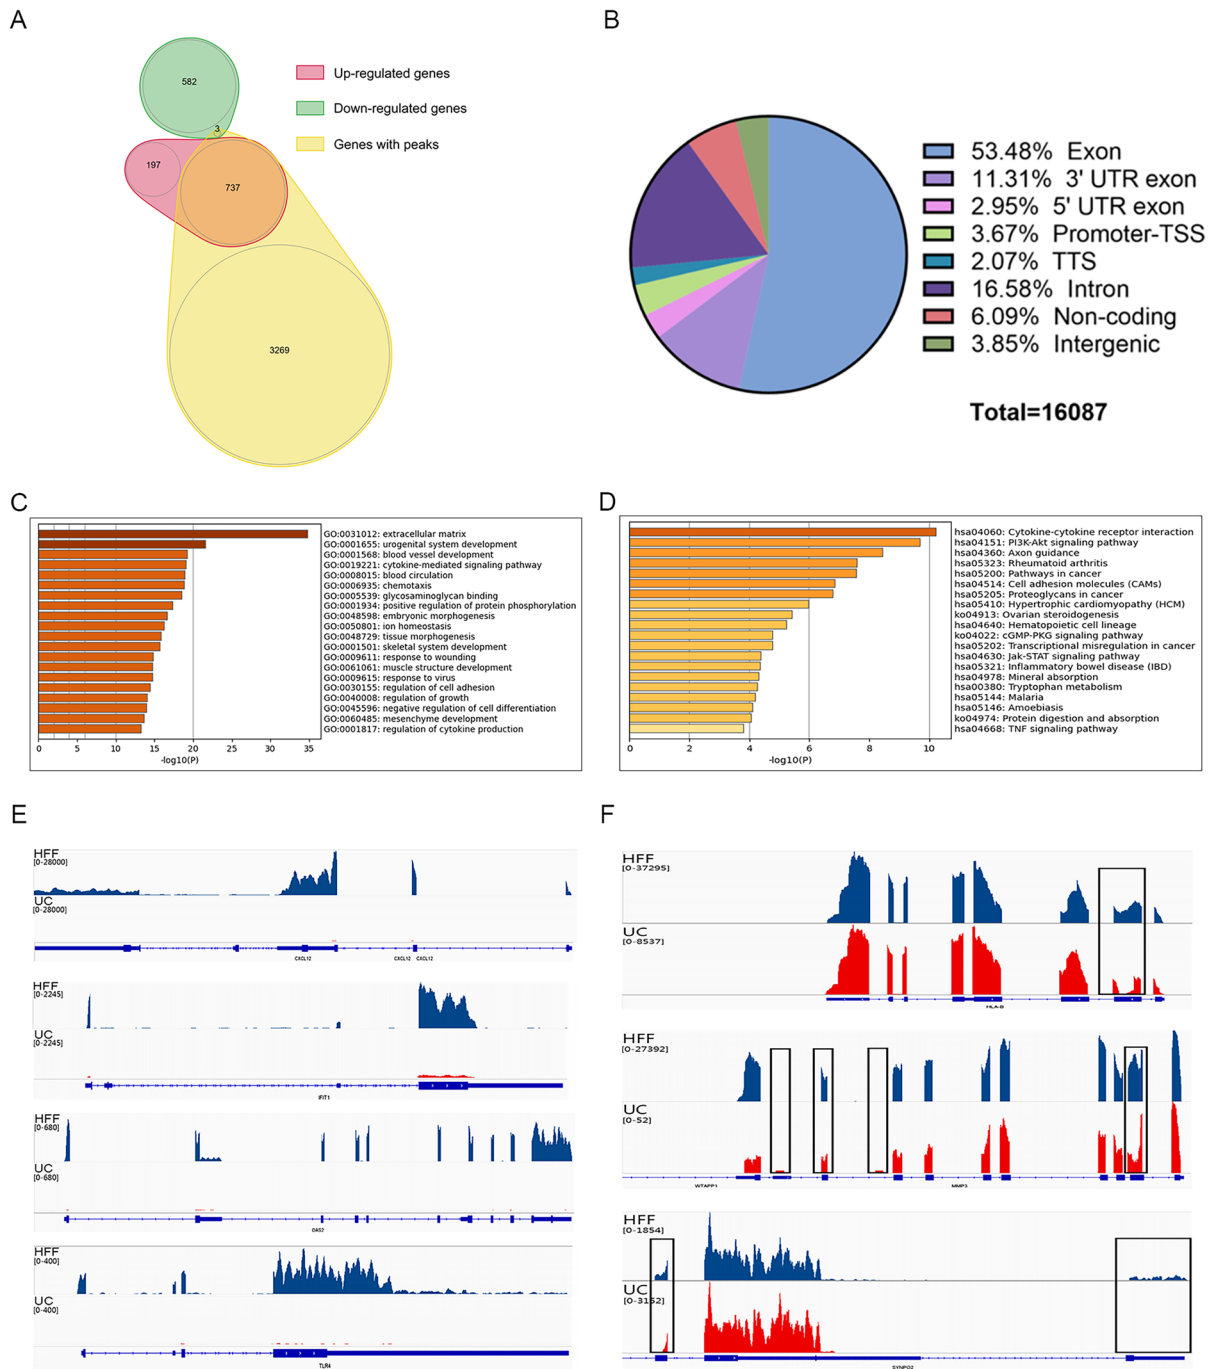 A
582
3
197
737
3269
Up-regulated genes
Down-regulated genes
Genes with peaks
B
53.48% Exon
11.31% 3' UTR exon
2.95% 5' UTR exon
3.67% Promoter-TSS
2.07% TTS
16.58% Intron
6.09% Non-coding
3.85% Intergenic
Total=16087
C
GO:0031012: extracellular matrix
GO:0001655: urogenital system development
GO:0001568: blood vessel development
GO:0019221: cytokine-mediated signaling pathway
GO:0008015: blood circulation
GO:0006935: chemotaxis
GO:0005539: glycosaminoglycan binding
GO:0001934: positive regulation of protein phosphorylation
GO:0048598: embryonic morphogenesis
GO:0050801: ion homeostasis
GO:0048729: tissue morphogenesis
GO:0001501: skeletal system development
GO:0009611: response to wounding
GO:0061061: muscle structure development
GO:0009615: response to virus
GO:0030155: regulation of cell adhesion
GO:0040008: regulation of growth
GO:0045596: negative regulation of cell differentiation
GO:0060485: mesenchyme development
GO:0001817: regulation of cytokine production
0 5 10 15 20 25 30 35
-log10(P)
D
hsa04060: Cytokine-cytokine receptor interaction
hsa04151: PI3K-Akt signaling pathway
hsa04360: Axon guidance
hsa05323: Rheumatoid arthritis
hsa05200: Pathways in cancer
hsa04514: Cell adhesion molecules (CAMs)
hsa05205: Proteoglycans in cancer
hsa05410: Hypertrophic cardiomyopathy (HCM)
ko04913: Ovarian steroidogenesis
hsa04640: Hematopoietic cell lineage
ko04022: cGMP-PKG signaling pathway
hsa05202: Transcriptional misregulation in cancer
hsa04630: Jak-STAT signaling pathway
hsa05321: Inflammatory bowel disease (IBD)
hsa04978: Mineral absorption
hsa00380: Tryptophan metabolism
hsa05144: Malaria
hsa05146: Amoebiasis
ko04974: Protein digestion and absorption
hsa04668: TNF signaling pathway
0 2 4 6 8 10
-log10(P)
E
HFF
[0-28000]
UC
[0-28000]
CXCL12 CXCL12 CXCL12
HFF
[0-2245]
UC
[0-2245]
IFIT1
HFF
[0-680]
UC
[0-680]
OAS2
HFF
[0-400]
UC
[0-400]
TLR4
F
HFF
[0-37295]
UC
[0-8537]
HLA-B
HFF
[0-27392]
UC
[0-52]
WTAPP1 MMP3
HFF
[0-1854]
UC
[0-3152]
SYNPO2